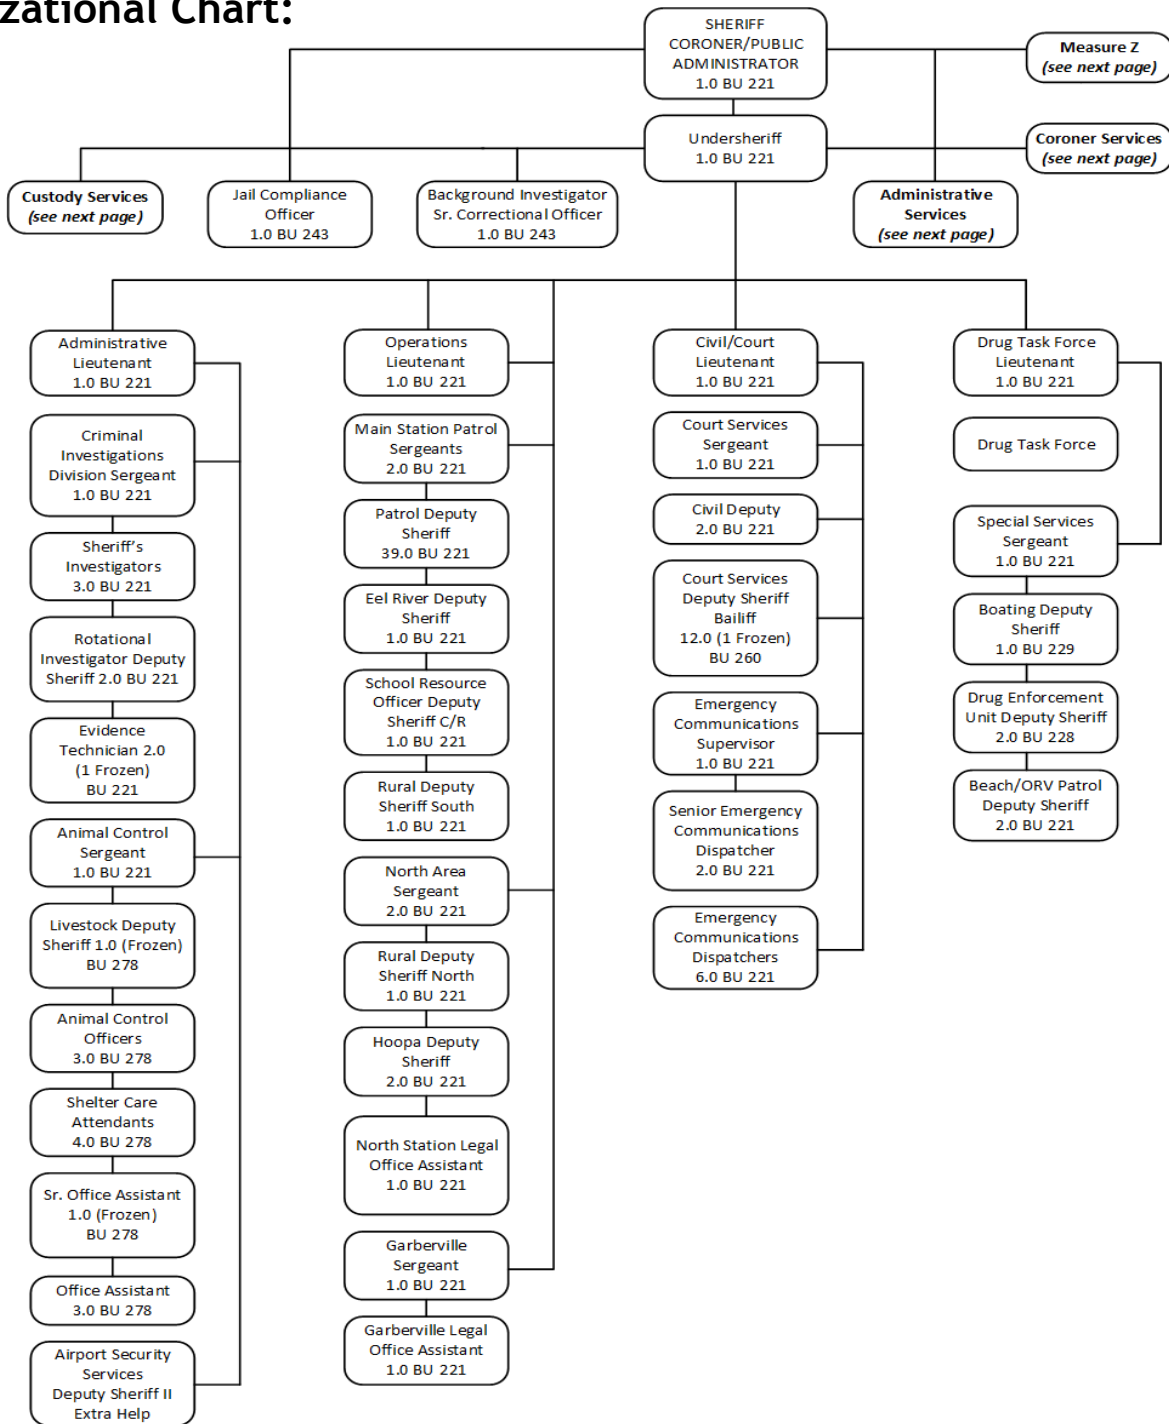 zational Chart:
SHERIFF
CORONER/PUBLIC
ADMINISTRATOR
1.0 BU 221
Measure Z
(see next page)
Undersheriff
1.0 BU 221
Coroner Services
(see next page)
Custody Services
(see next page)
Jail Compliance
Officer
1.0 BU 243
Background Investigator
Sr. Correctional Officer
1.0 BU 243
Administrative
Services
(see next page)
Administrative
Lieutenant
1.0 BU 221
Criminal
Investigations
Division Sergeant
1.0 BU 221
Sheriff's
Investigators
3.0 BU 221
Rotational
Investigator Deputy
Sheriff 2.0 BU 221
Evidence
Technician 2.0
(1 Frozen)
BU 221
Animal Control
Sergeant
1.0 BU 221
Livestock Deputy
Sheriff 1.0 (Frozen)
BU 278
Animal Control
Officers
3.0 BU 278
Shelter Care
Attendants
4.0 BU 278
Sr. Office Assistant
1.0 (Frozen)
BU 278
Office Assistant
3.0 BU 278
Airport Security
Services
Deputy Sheriff II
Extra Help
Operations
Lieutenant
1.0 BU 221
Main Station Patrol
Sergeants
2.0 BU 221
Patrol Deputy
Sheriff
39.0 BU 221
Eel River Deputy
Sheriff
1.0 BU 221
School Resource
Officer Deputy
Sheriff C/R
1.0 BU 221
Rural Deputy
Sheriff South
1.0 BU 221
North Area
Sergeant
2.0 BU 221
Rural Deputy
Sheriff North
1.0 BU 221
Hoopa Deputy
Sheriff
2.0 BU 221
North Station Legal
Office Assistant
1.0 BU 221
Garberville
Sergeant
1.0 BU 221
Garberville Legal
Office Assistant
1.0 BU 221
Civil/Court
Lieutenant
1.0 BU 221
Court Services
Sergeant
1.0 BU 221
Civil Deputy
2.0 BU 221
Court Services
Deputy Sheriff
Bailiff
12.0 (1 Frozen)
BU 260
Emergency
Communications
Supervisor
1.0 BU 221
Senior Emergency
Communications
Dispatcher
2.0 BU 221
Emergency
Communications
Dispatchers
6.0 BU 221
Drug Task Force
Lieutenant
1.0 BU 221
Drug Task Force
Special Services
Sergeant
1.0 BU 221
Boating Deputy
Sheriff
1.0 BU 229
Drug Enforcement
Unit Deputy Sheriff
2.0 BU 228
Beach/ORV Patrol
Deputy Sheriff
2.0 BU 221